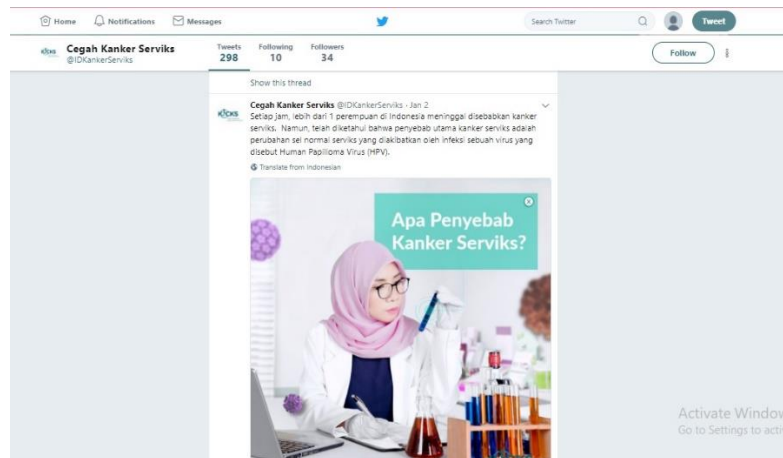 Home Notifications Messages Search Twitter Tweet
Cegah Kanker Serviks
@IDKankerServiks
Tweets Following Followers
298 10 34
Follow
Show this thread
KICKS Cegah Kanker Serviks @IDKankerServiks · Jan 2
Setiap jam, lebih dari 1 perempuan di Indonesia meninggal disebabkan kanker
serviks. Namun, telah diketahui bahwa penyebab utama kanker serviks adalah
perubahan sel normal serviks yang diakibatkan oleh infeksi sebuah virus yang
disebut Human Papilloma Virus (HPV).
Translate from Indonesian
Apa Penyebab
Kanker Serviks?
Activate Window
Go to Settings to acti